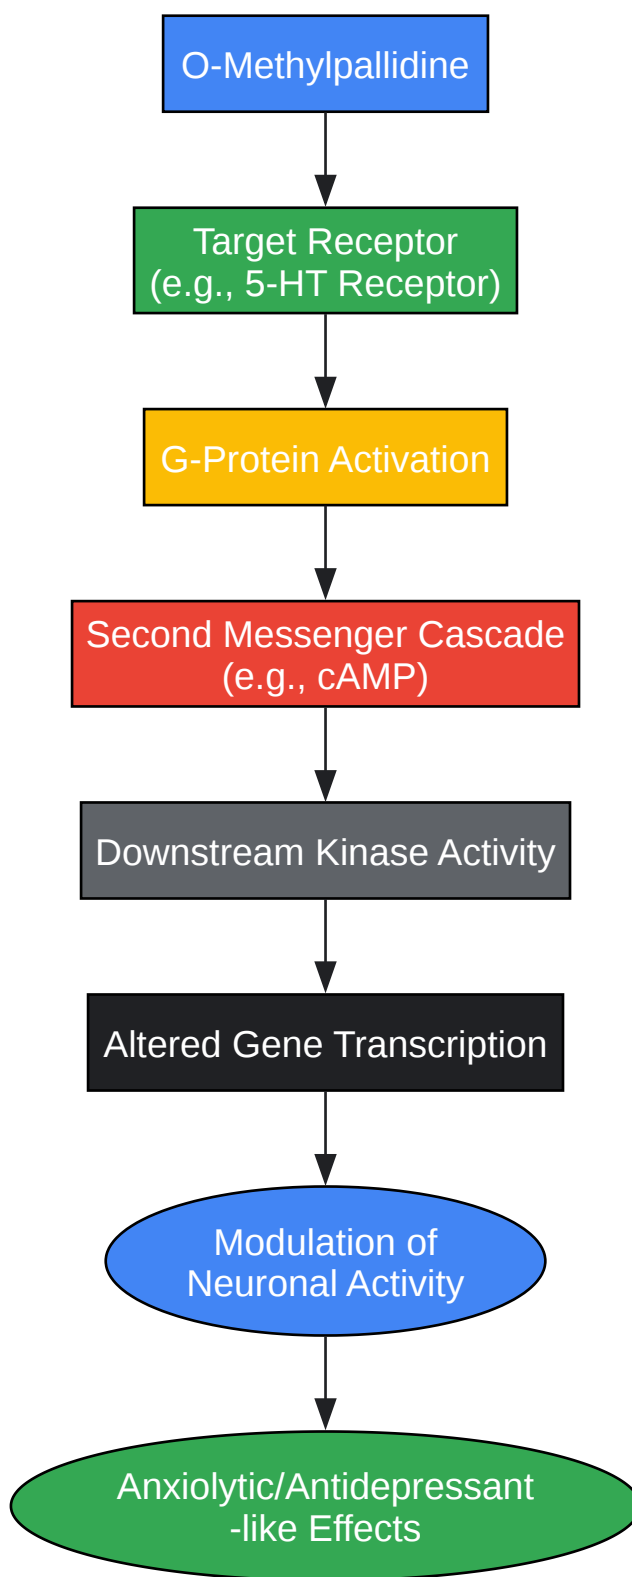 O-Methylpallidine
Target Receptor
(e.g., 5-HT Receptor)
G-Protein Activation
Second Messenger Cascade
(e.g., cAMP)
Downstream Kinase Activity
Altered Gene Transcription
Modulation of
Neuronal Activity
Anxiolytic/Antidepressant
-like Effects